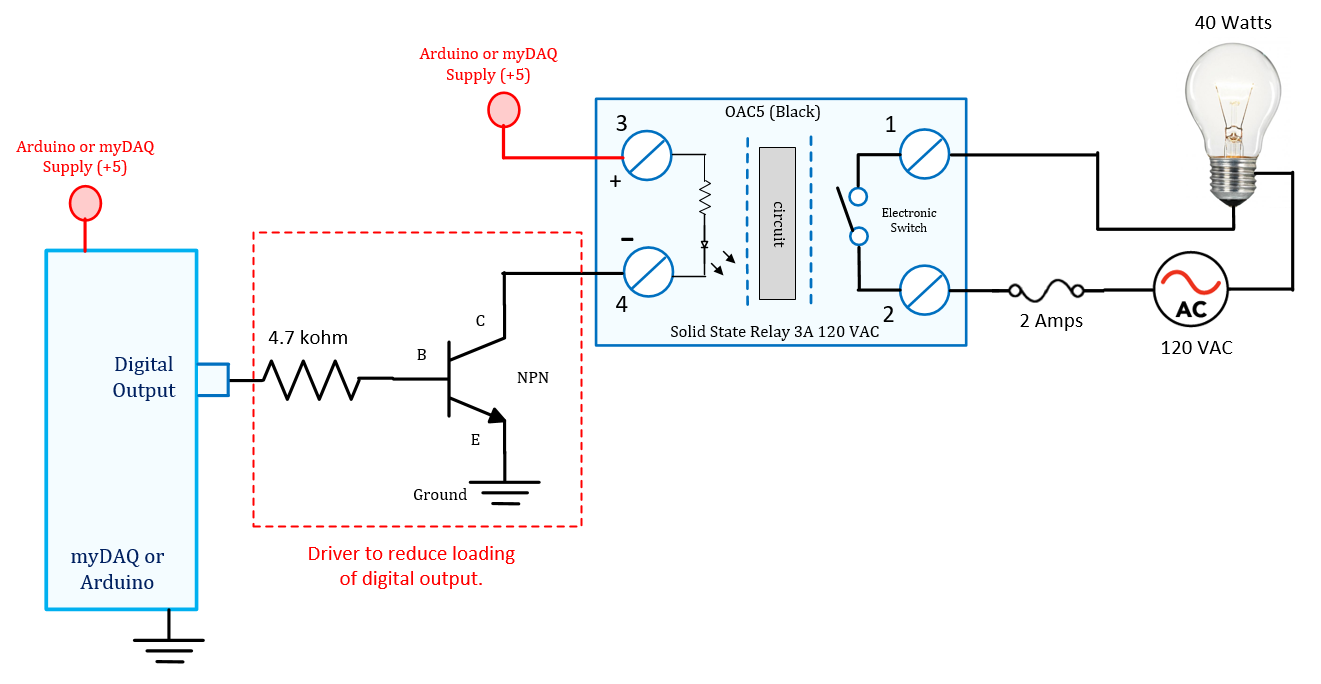 40 Watts
Arduino or myDAQ
Supply (+5)
Arduino or myDAQ
Supply (+5)
OAC5 (Black)
3
+
1
circuit
Electronic
Switch
-
4
2
Solid State Relay 3A 120 VAC
2 Amps
AC
120 VAC
Digital
Output
4.7 kohm
C
B
NPN
E
Ground
Driver to reduce loading
of digital output.
myDAQ or
Arduino